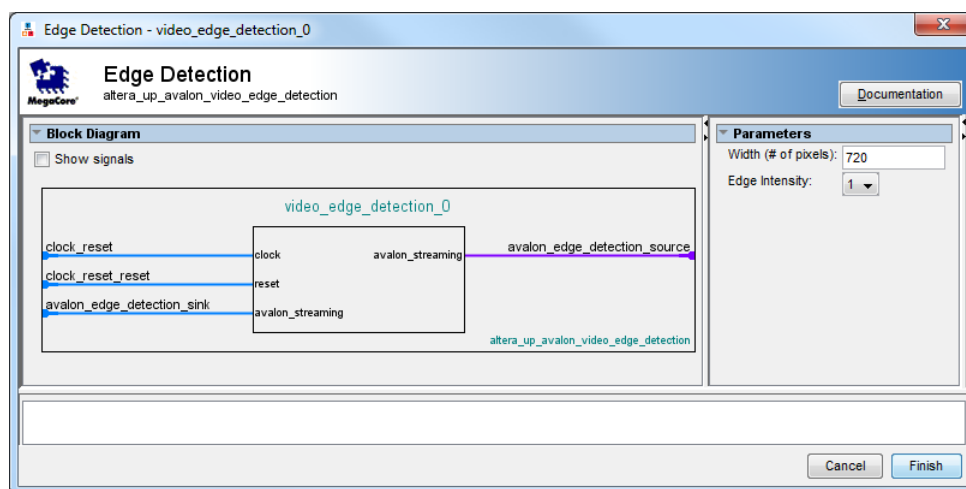 Edge Detection - video_edge_detection_0
Edge Detection
altera_up_avalon_video_edge_detection
MegaCore®
Documentation
Block Diagram
Show signals
video_edge_detection_0
clock_reset
clock
avalon_streaming
avalon_edge_detection_source
clock_reset_reset
reset
avalon_edge_detection_sink
avalon_streaming
altera_up_avalon_video_edge_detection
Parameters
Width (# of pixels): 720
Edge Intensity: 1
Cancel
Finish